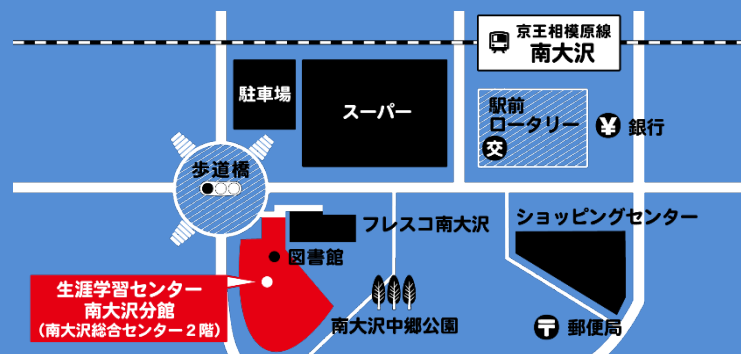 京王相模原線
南大沢
駐車場
スーパー
駅前
ロータリー
交
¥
銀行
歩道橋
フレスコ南大沢
ショッピングセンター
図書館
生涯学習センター
南大沢分館
（南大沢総合センター２階）
南大沢中郷公園
〒
郵便局